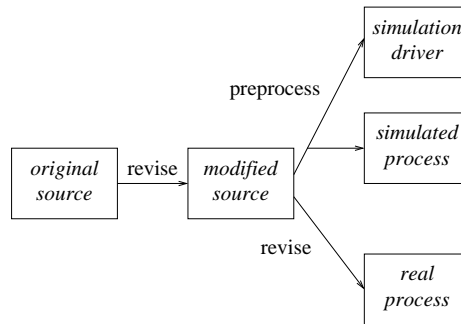 simulation
driver
preprocess
simulated
process
original
source
revise
modified
source
revise
real
process